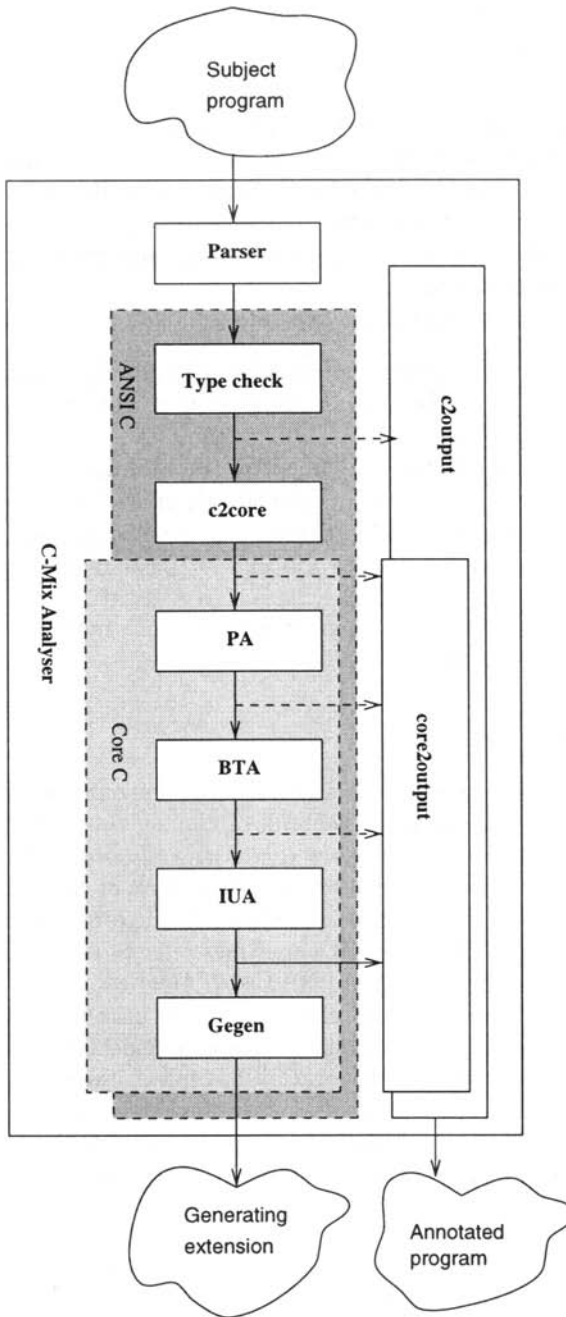 Subject
program
Parser
ANSI C
Type check
c2output
c2core
C-Mix Analyser
PA
Core C
core2output
BTA
IUA
Gegen
Generating
extension
Annotated
program